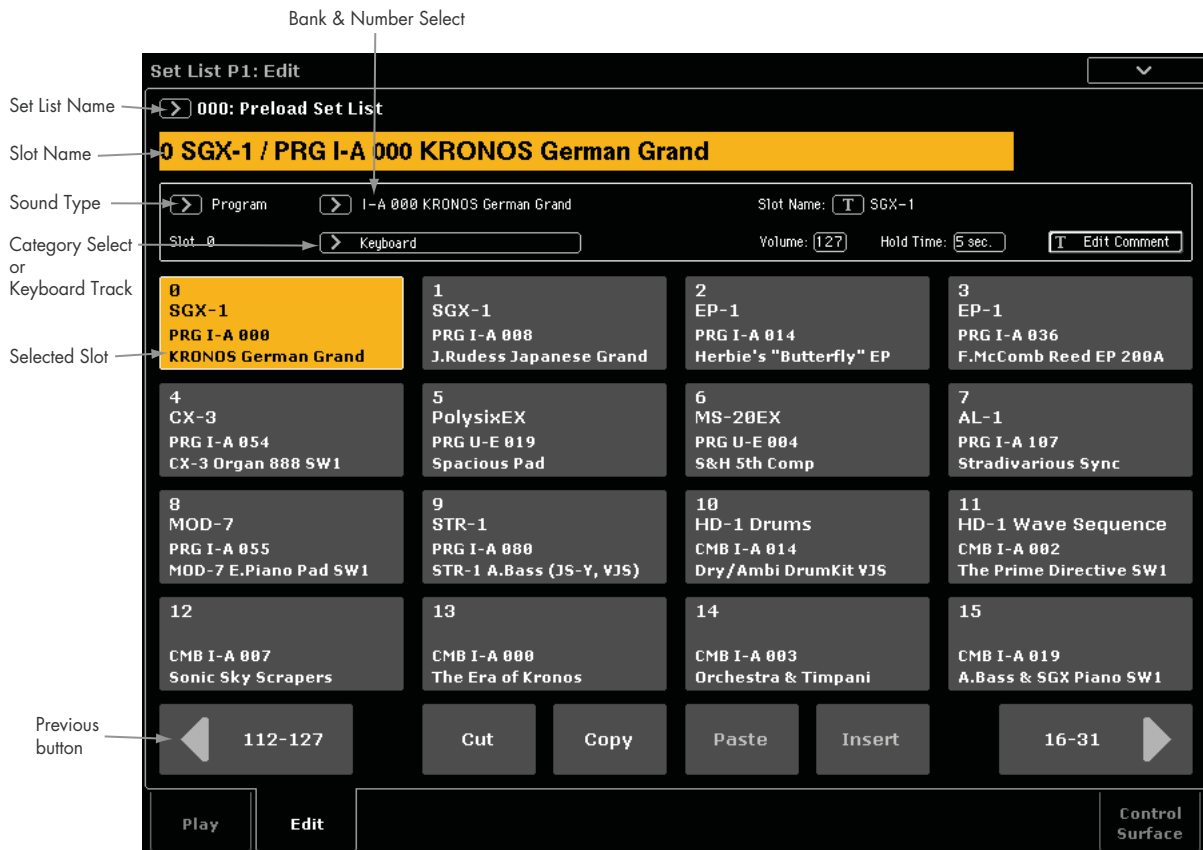 Bank & Number Select
Set List P1: Edit
Set List Name
000: Preload Set List
Slot Name
0 SGX-1 / PRG I-A 000 KRONOS German Grand
Sound Type
Program
I-A 000 KRONOS German Grand
Slot Name: T SGX-1
Category Select
or
Keyboard Track
Slot 0
Keyboard
Volume: 127
Hold Time: 5 sec.
T Edit Comment
Selected Slot
0
SGX-1
PRG I-A 000
KRONOS German Grand
1
SGX-1
PRG I-A 008
J.Rudess Japanese Grand
2
EP-1
PRG I-A 014
Herbie's "Butterfly" EP
3
EP-1
PRG I-A 036
F.McComb Reed EP 200A
4
CX-3
PRG I-A 054
CX-3 Organ 888 SW1
5
PolysixEX
PRG U-E 019
Spacious Pad
6
MS-20EX
PRG U-E 004
S&H 5th Comp
7
AL-1
PRG I-A 107
Stradivarious Sync
8
MOD-7
PRG I-A 055
MOD-7 E.Piano Pad SW1
9
STR-1
PRG I-A 080
STR-1 A.Bass (JS-Y, VJS)
10
HD-1 Drums
CMB I-A 014
Dry/Ambi DrumKit VJS
11
HD-1 Wave Sequence
CMB I-A 002
The Prime Directive SW1
12
CMB I-A 007
Sonic Sky Scrapers
13
CMB I-A 000
The Era of Kronos
14
CMB I-A 003
Orchestra & Timpani
15
CMB I-A 019
A.Bass & SGX Piano SW1
Previous
button
112-127
Cut
Copy
Paste
Insert
16-31
Play
Edit
Control
Surface